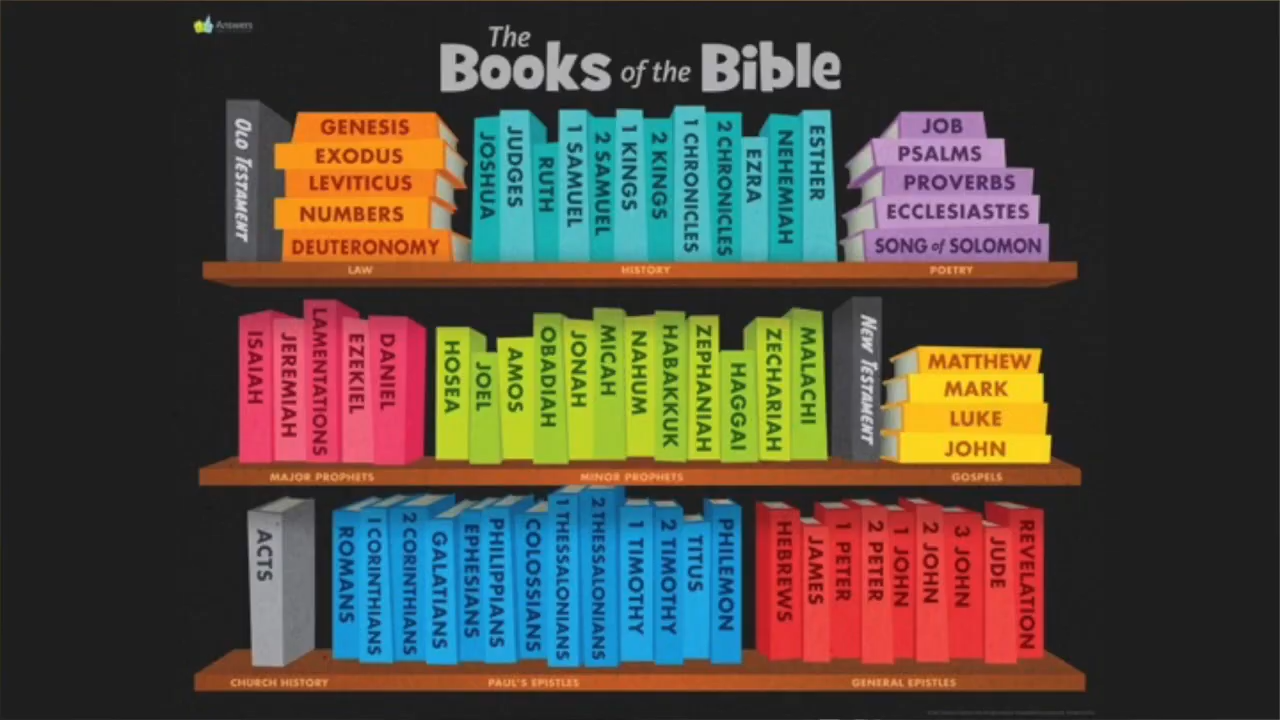 Answers
The
Books of the Bible
OLD TESTAMENT
GENESIS
EXODUS
LEVITICUS
NUMBERS
DEUTERONOMY
JOSHUA
JUDGES
RUTH
1 SAMUEL
2 SAMUEL
1 KINGS
2 KINGS
1 CHRONICLES
2 CHRONICLES
EZRA
NEHEMIAH
ESTHER
JOB
PSALMS
PROVERBS
ECCLESIASTES
SONG of SOLOMON
LAW
HISTORY
POETRY
ISAIAH
JEREMIAH
LAMENTATIONS
EZEKIEL
DANIEL
HOSEA
JOEL
AMOS
OBADIAH
JONAH
MICAH
NAHUM
HABAKKUK
ZEPHANIAH
HAGGAI
ZECHARIAH
MALACHI
NEW TESTAMENT
MATTHEW
MARK
LUKE
JOHN
MAJOR PROPHETS
MINOR PROPHETS
GOSPELS
ACTS
ROMANS
1 CORINTHIANS
2 CORINTHIANS
GALATIANS
EPHESIANS
PHILIPPIANS
COLOSSIANS
1 THESSALONIANS
2 THESSALONIANS
1 TIMOTHY
2 TIMOTHY
TITUS
PHILEMON
HEBREWS
JAMES
1 PETER
2 PETER
1 JOHN
2 JOHN
3 JOHN
JUDE
REVELATION
CHURCH HISTORY
PAUL'S EPISTLES
GENERAL EPISTLES